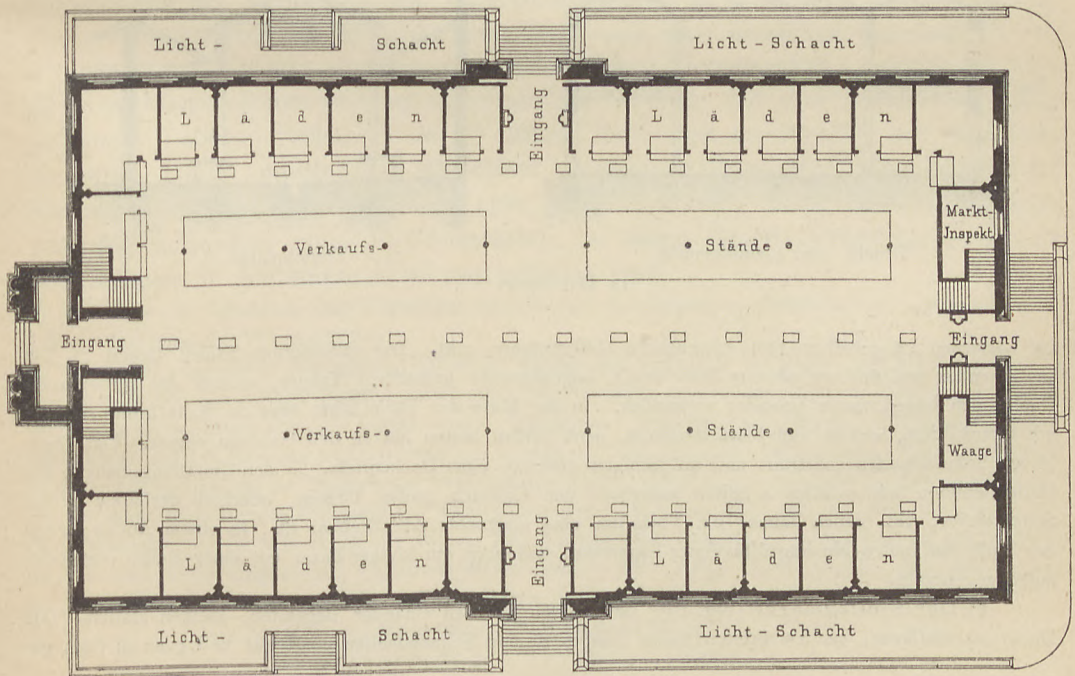 Licht - Schacht Licht - Schacht
Eingang
L ä d e n L ä d e n
Markt-
Jnspekt.
Verkaufs- Stände
Eingang Eingang
Verkaufs- Stände
Waage
Eingang
L ä d e n L ä d e n
Licht - Schacht Licht - Schacht